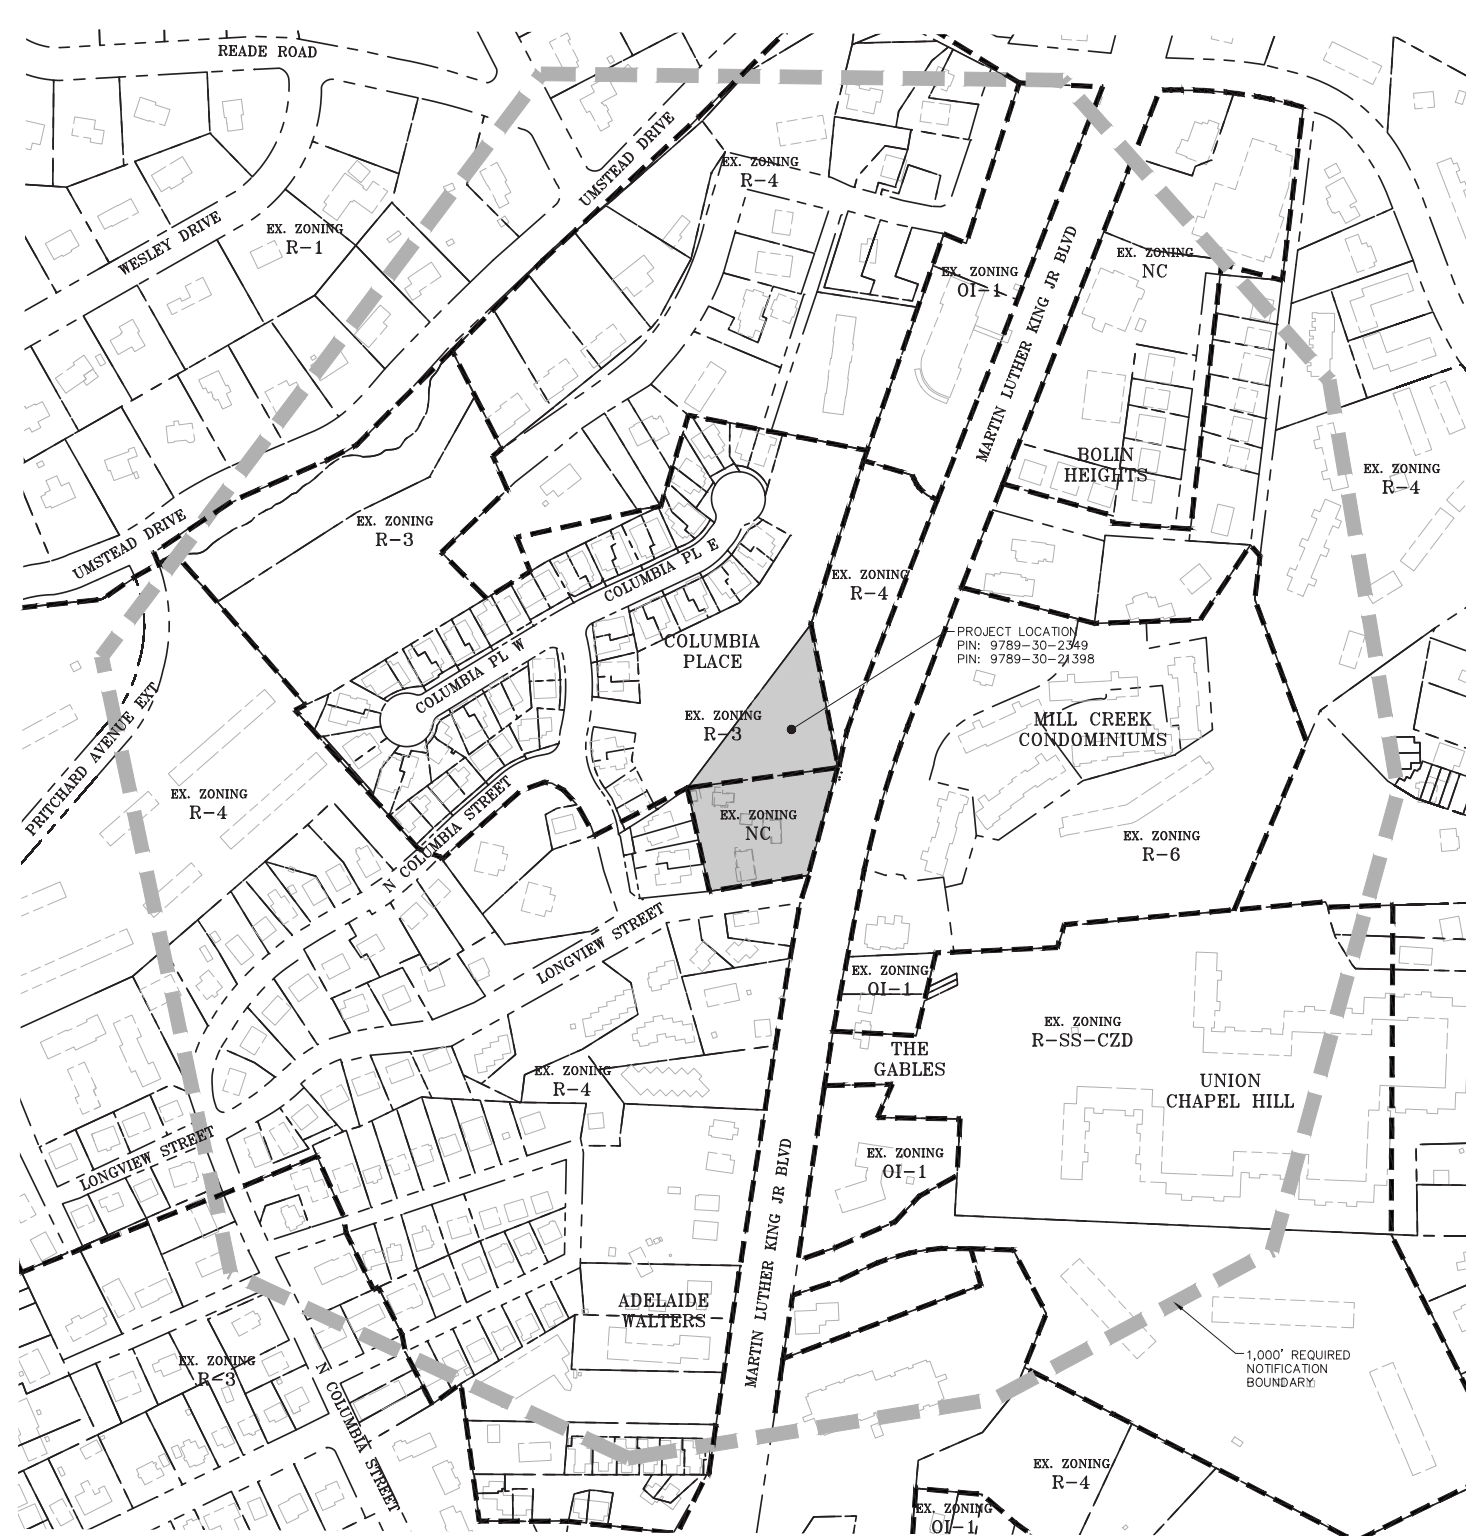 READE ROAD
UMSTEAD DRIVE
EX. ZONING
R-4
WESLEY DRIVE
EX. ZONING
R-1
EX. ZONING
OI-1
MARTIN LUTHER KING JR BLVD
EX. ZONING
NC
BOLIN
HEIGHTS
EX. ZONING
R-4
UMSTEAD DRIVE
EX. ZONING
R-3
COLUMBIA PL E
EX. ZONING
R-4
COLUMBIA
PLACE
PROJECT LOCATION
PIN: 9789-30-2349
PIN: 9789-30-21398
COLUMBIA PL W
PRITCHARD AVENUE EXT
EX. ZONING
R-3
MILL CREEK
CONDOMINIUMS
EX. ZONING
R-4
N COLUMBIA STREET
EX. ZONING
NC
EX. ZONING
R-6
LONGVIEW STREET
EX. ZONING
OI-1
EX. ZONING
R-SS-CZD
THE
GABLES
EX. ZONING
R-4
UNION
CHAPEL HILL
LONGVIEW STREET
EX. ZONING
OI-1
MARTIN LUTHER KING JR BLVD
ADELAIDE
WALTERS
EX. ZONING
R-3
N COLUMBIA STREET
1,000' REQUIRED
NOTIFICATION
BOUNDARY
EX. ZONING
R-4
EX. ZONING
OI-1